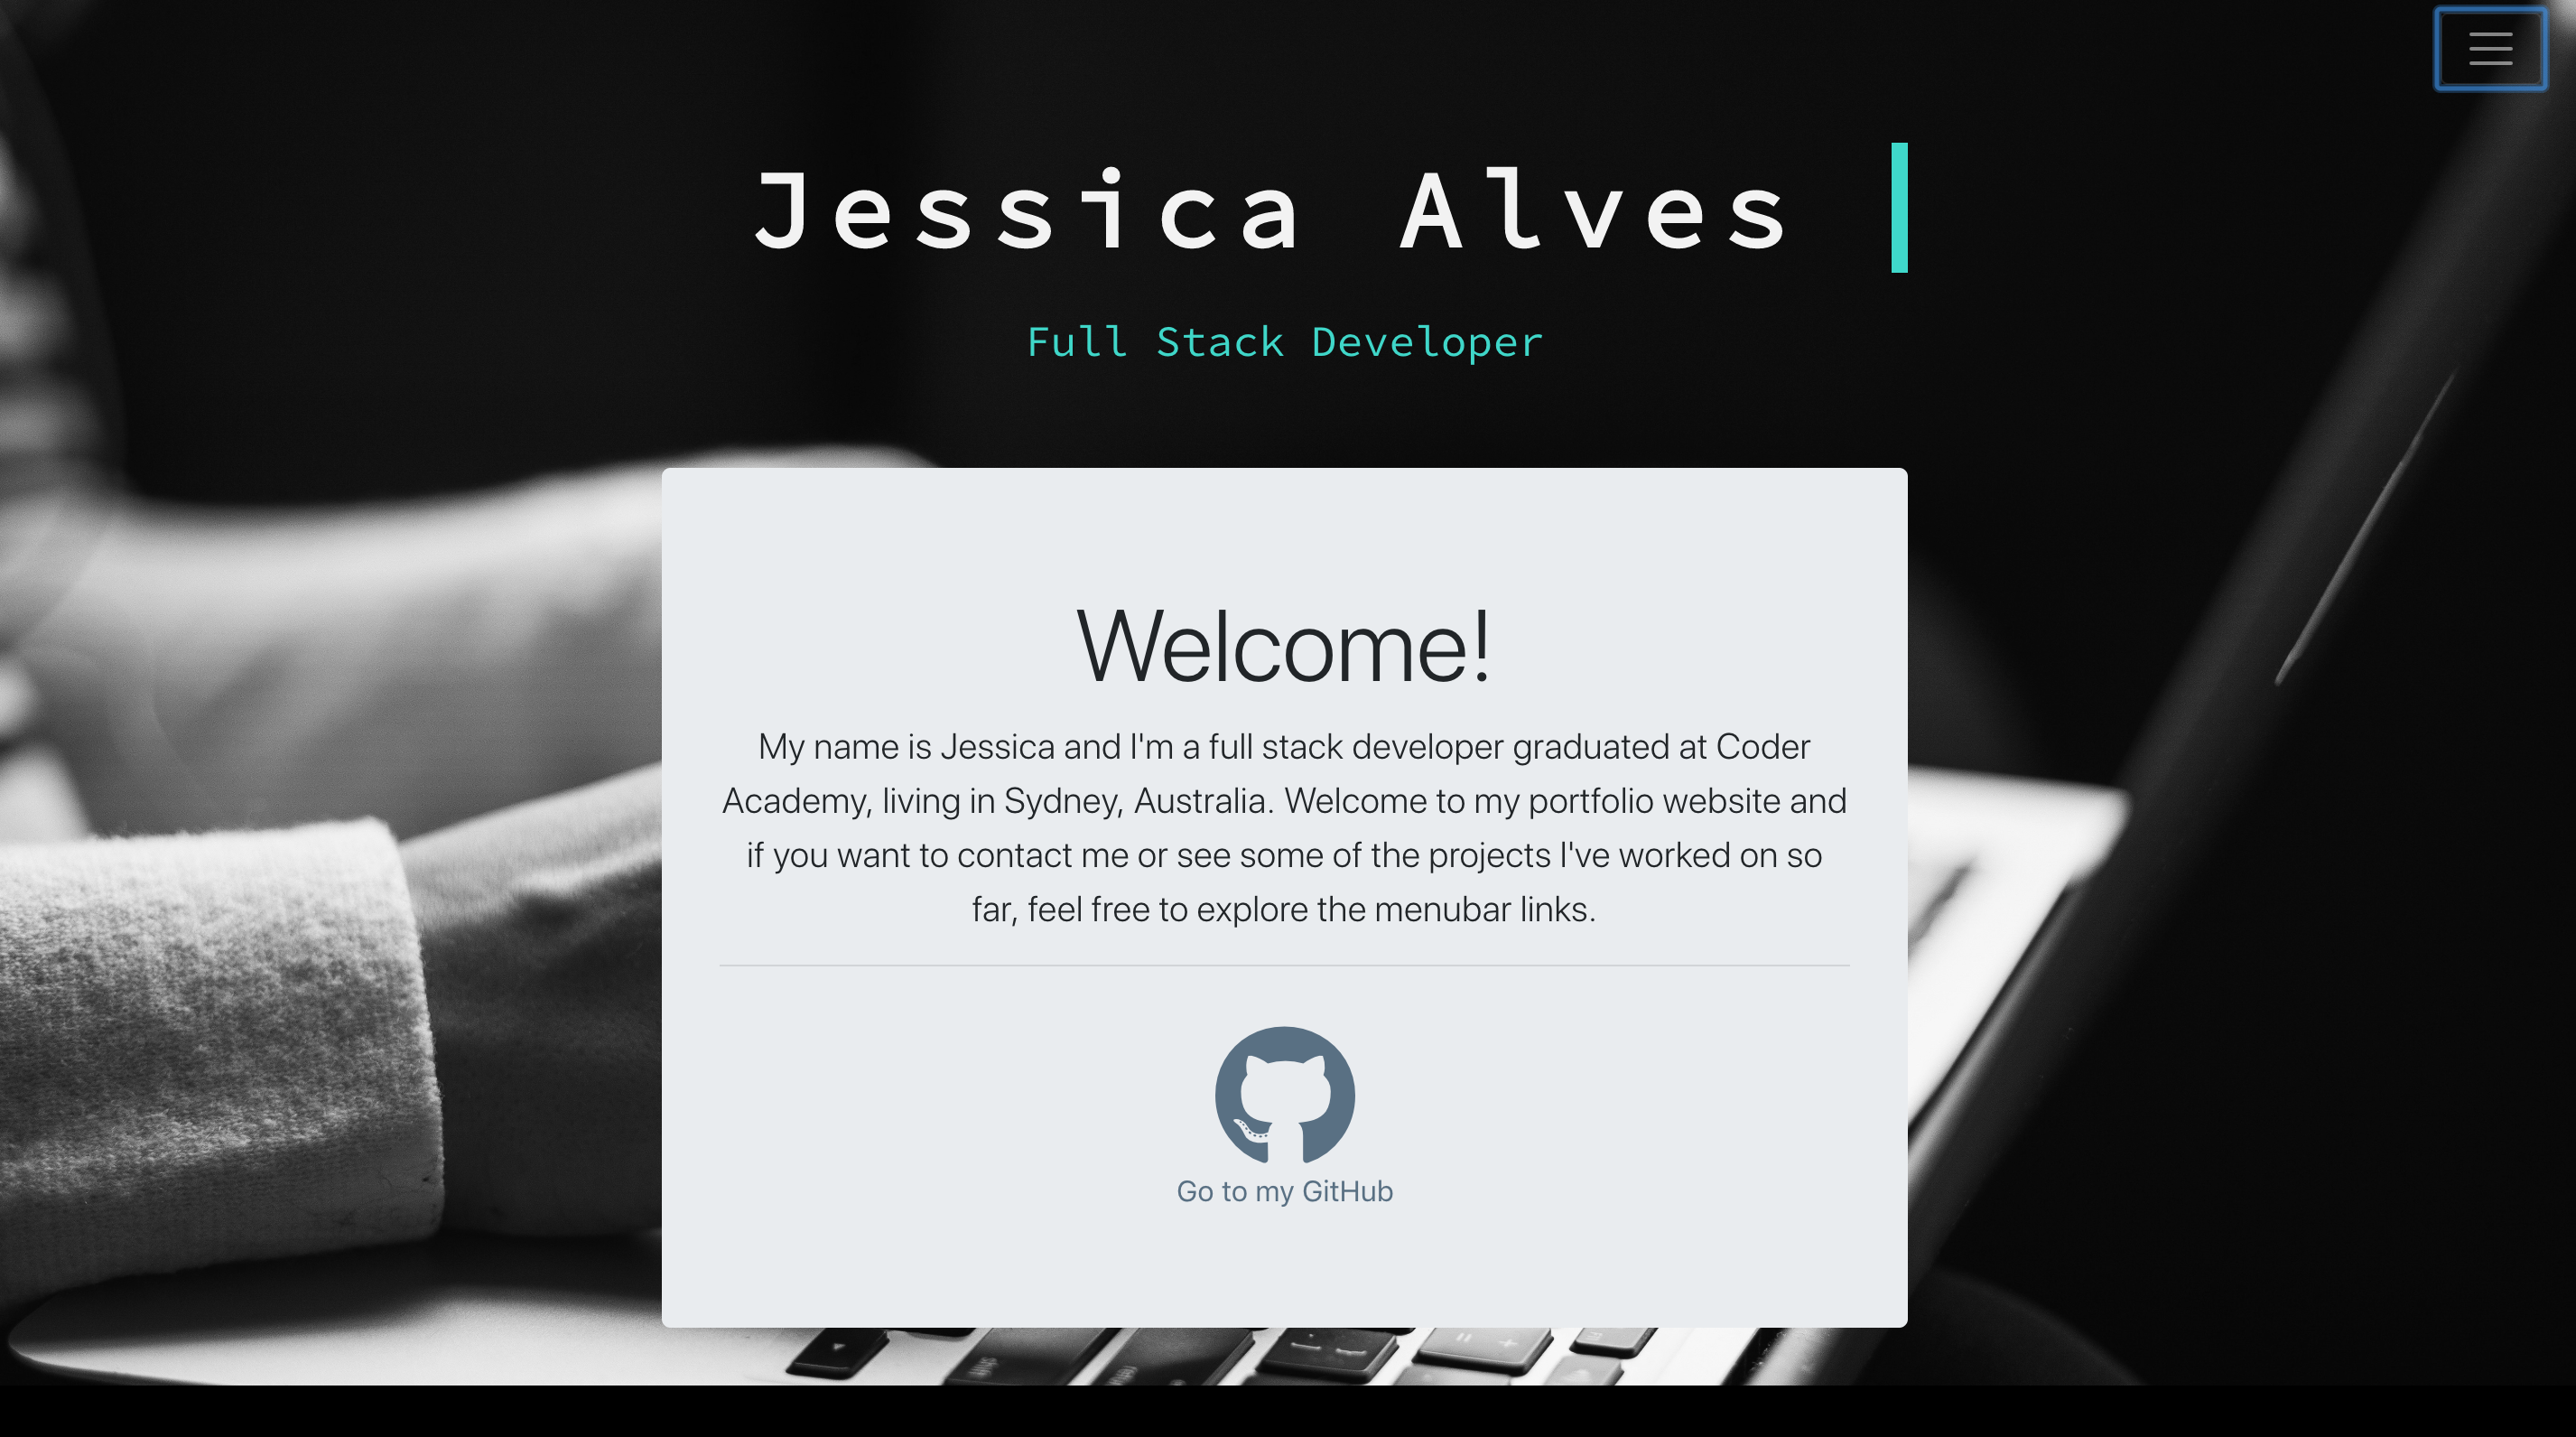 Jessica Alves
Full Stack Developer
Welcome!
My name is Jessica and I'm a full stack developer graduated at Coder
Academy, living in Sydney, Australia. Welcome to my portfolio website and
if you want to contact me or see some of the projects I've worked on so
far, feel free to explore the menubar links.
Go to my GitHub